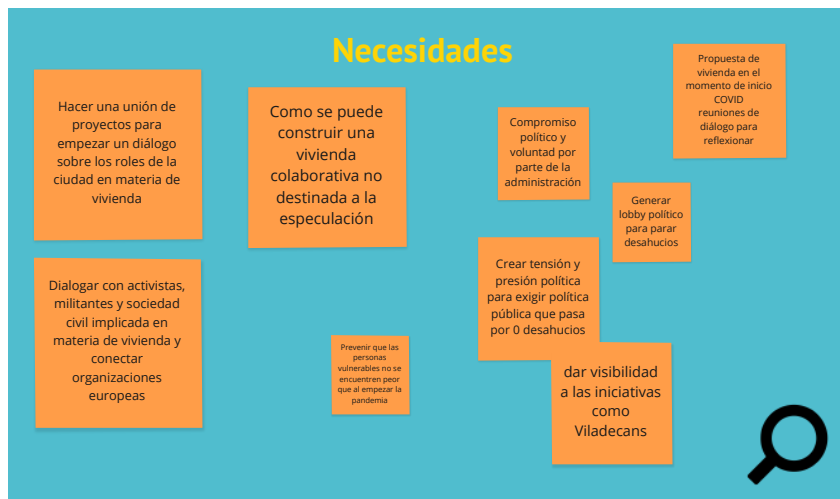 Necesidades
Hacer una unión de
proyectos para
empezar un diálogo
sobre los roles de la
ciudad en materia de
vivienda
Como se puede
construir una
vivienda
colaborativa no
destinada a la
especulación
Compromiso
político y
voluntad por
parte de la
administración
Propuesta de
vivienda en el
momento de inicio
COVID
reuniones de
diálogo para
reflexionar
Generar
lobby político
para parar
desahucios
Dialogar con activistas,
militantes y sociedad
civil implicada en
materia de vivienda y
conectar
organizaciones
europeas
Prevenir que las
personas
vulnerables no se
encuentren peor
que al empezar la
pandemia
Crear tensión y
presión política
para exigir política
pública que pasa
por 0 desahucios
dar visibilidad
a las iniciativas
como
Viladecans